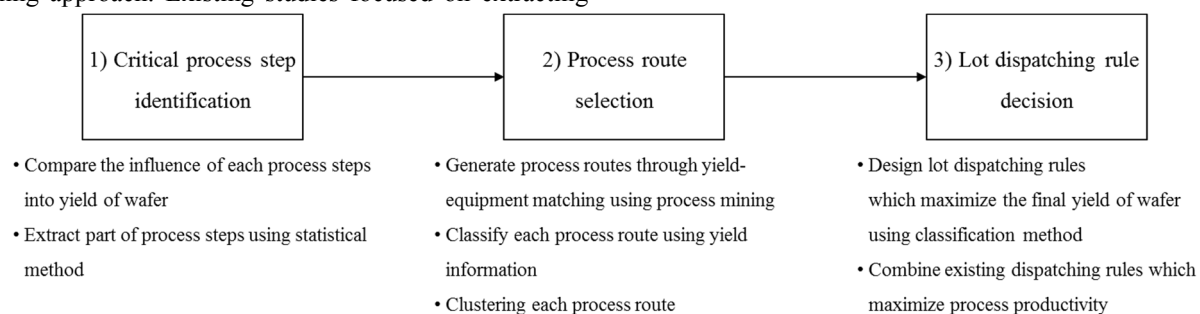 ing approach. Existing studies focused on extracting
1) Critical process step
identification
2) Process route
selection
3) Lot dispatching rule
decision
• Compare the influence of each process steps
into yield of wafer
• Extract part of process steps using statistical
method
• Generate process routes through yield-
equipment matching using process mining
• Classify each process route using yield
information
• Clustering each process route
• Design lot dispatching rules
which maximize the final yield of wafer
using classification method
• Combine existing dispatching rules which
maximize process productivity